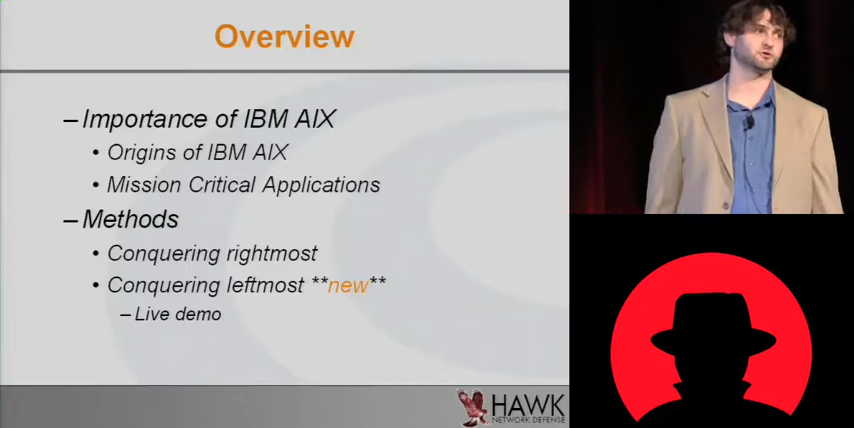 Overview
– Importance of IBM AIX
• Origins of IBM AIX
• Mission Critical Applications
– Methods
• Conquering rightmost
• Conquering leftmost **new**
– Live demo
HAWK
NETWORK DEFENSE